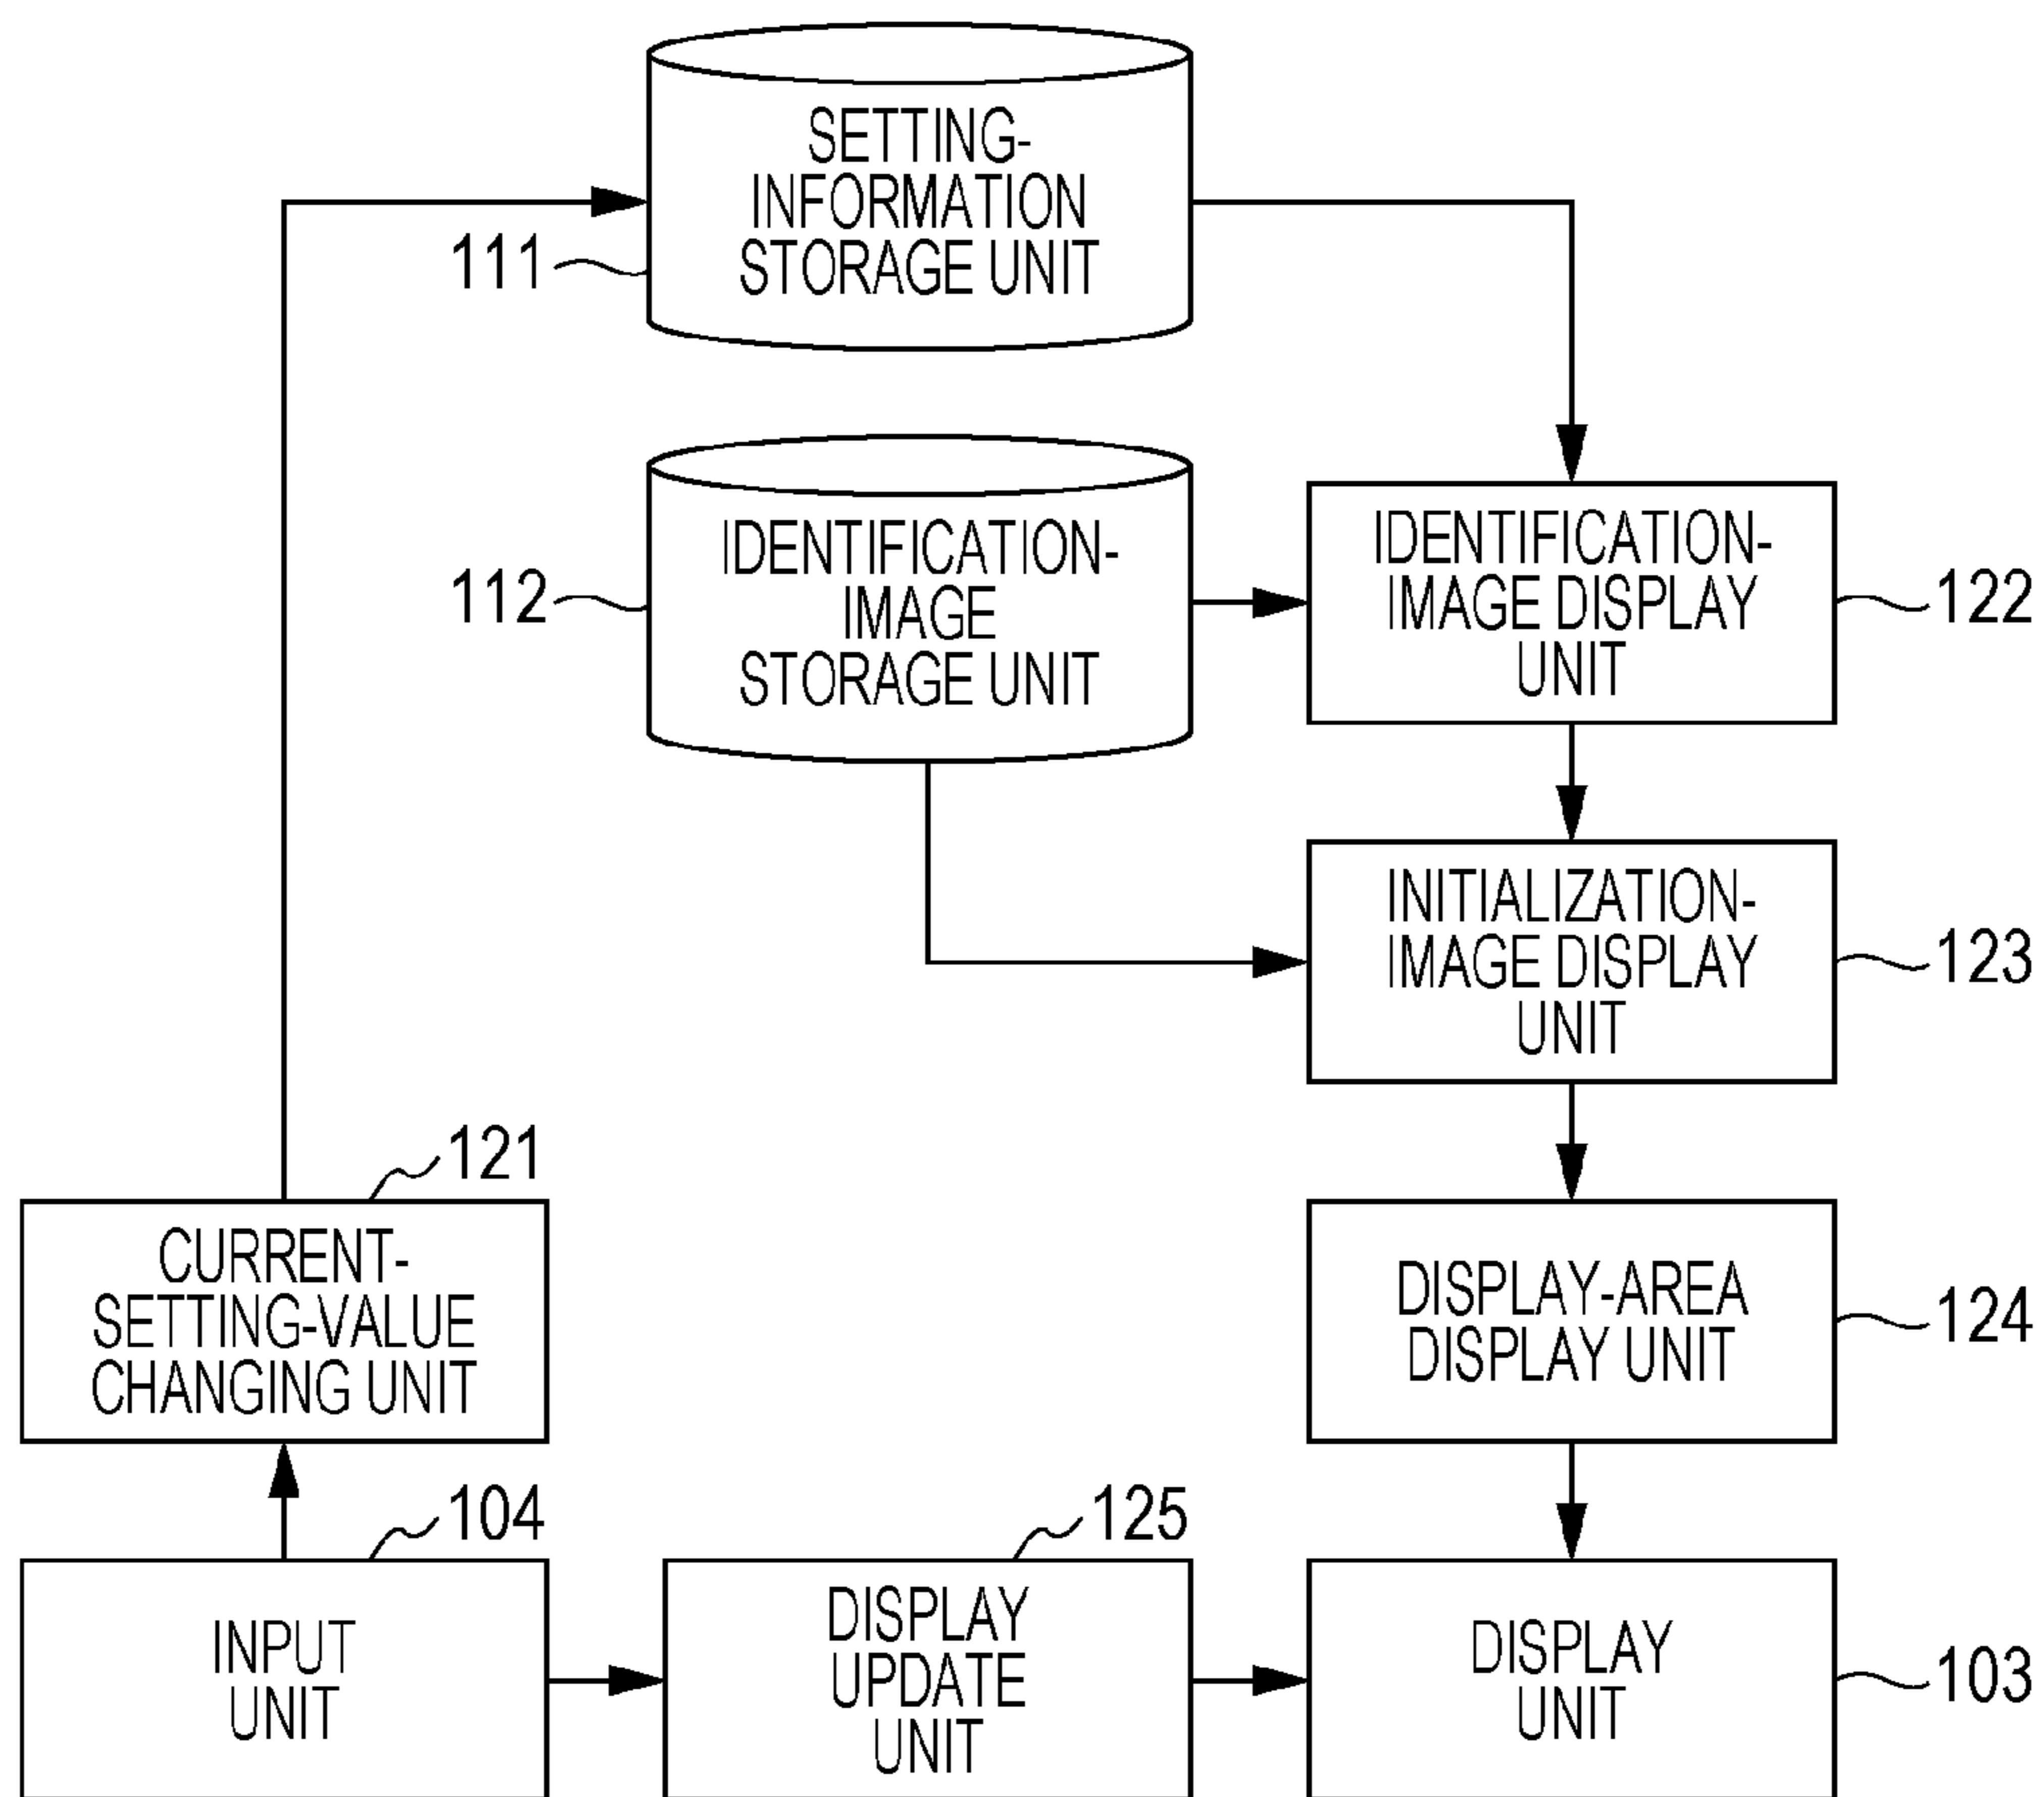 SETTING-
INFORMATION
STORAGE UNIT
111
IDENTIFICATION-
IMAGE
STORAGE UNIT
112
IDENTIFICATION-
IMAGE DISPLAY
UNIT
122
INITIALIZATION-
IMAGE DISPLAY
UNIT
123
121
CURRENT-
SETTING-VALUE
CHANGING UNIT
DISPLAY-AREA
DISPLAY UNIT
124
104
INPUT
UNIT
125
DISPLAY
UPDATE
UNIT
DISPLAY
UNIT
103